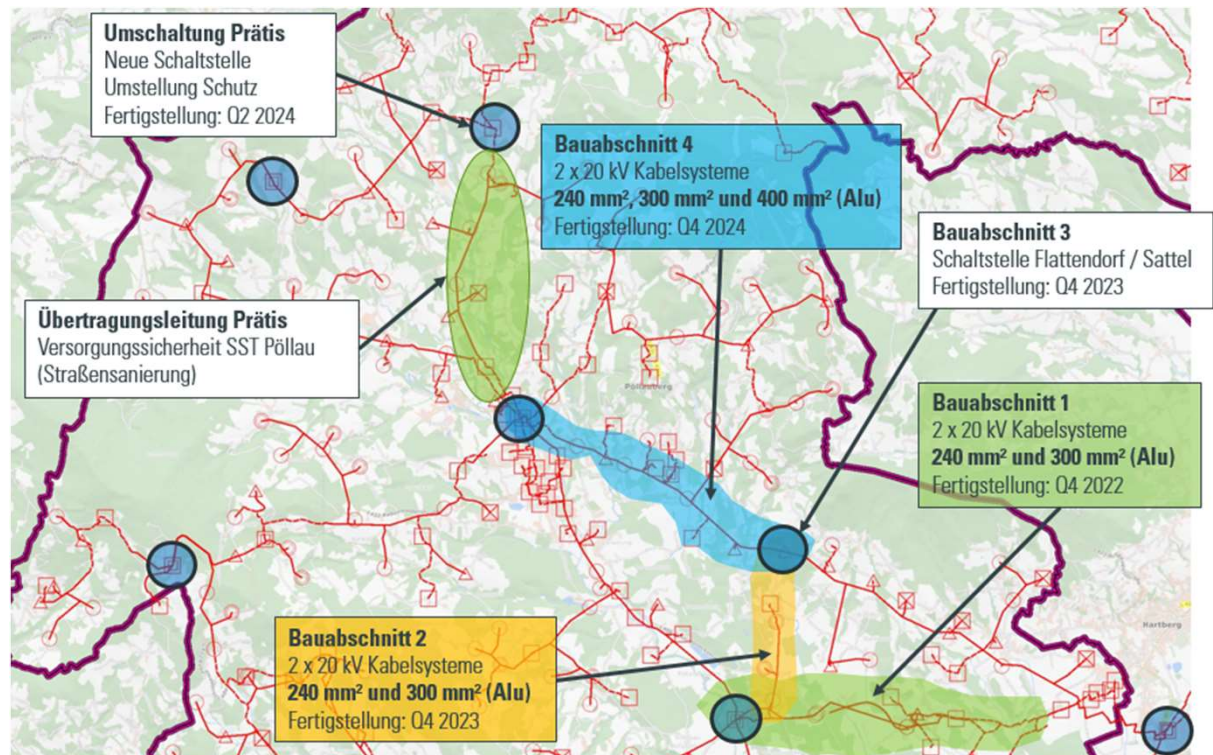 Umschaltung Prätis
Neue Schaltstelle
Umstellung Schutz
Fertigstellung: Q2 2024
Bauabschnitt 4
2 x 20 kV Kabelsysteme
240 mm², 300 mm² und 400 mm² (Alu)
Fertigstellung: Q4 2024
Bauabschnitt 3
Schaltstelle Flattendorf / Sattel
Fertigstellung: Q4 2023
Übertragungsleitung Prätis
Versorgungssicherheit SST Pöllau
(Straßensanierung)
Pöllauberg
Bauabschnitt 1
2 x 20 kV Kabelsysteme
240 mm² und 300 mm² (Alu)
Fertigstellung: Q4 2022
Hartberg
Bauabschnitt 2
2 x 20 kV Kabelsysteme
240 mm² und 300 mm² (Alu)
Fertigstellung: Q4 2023